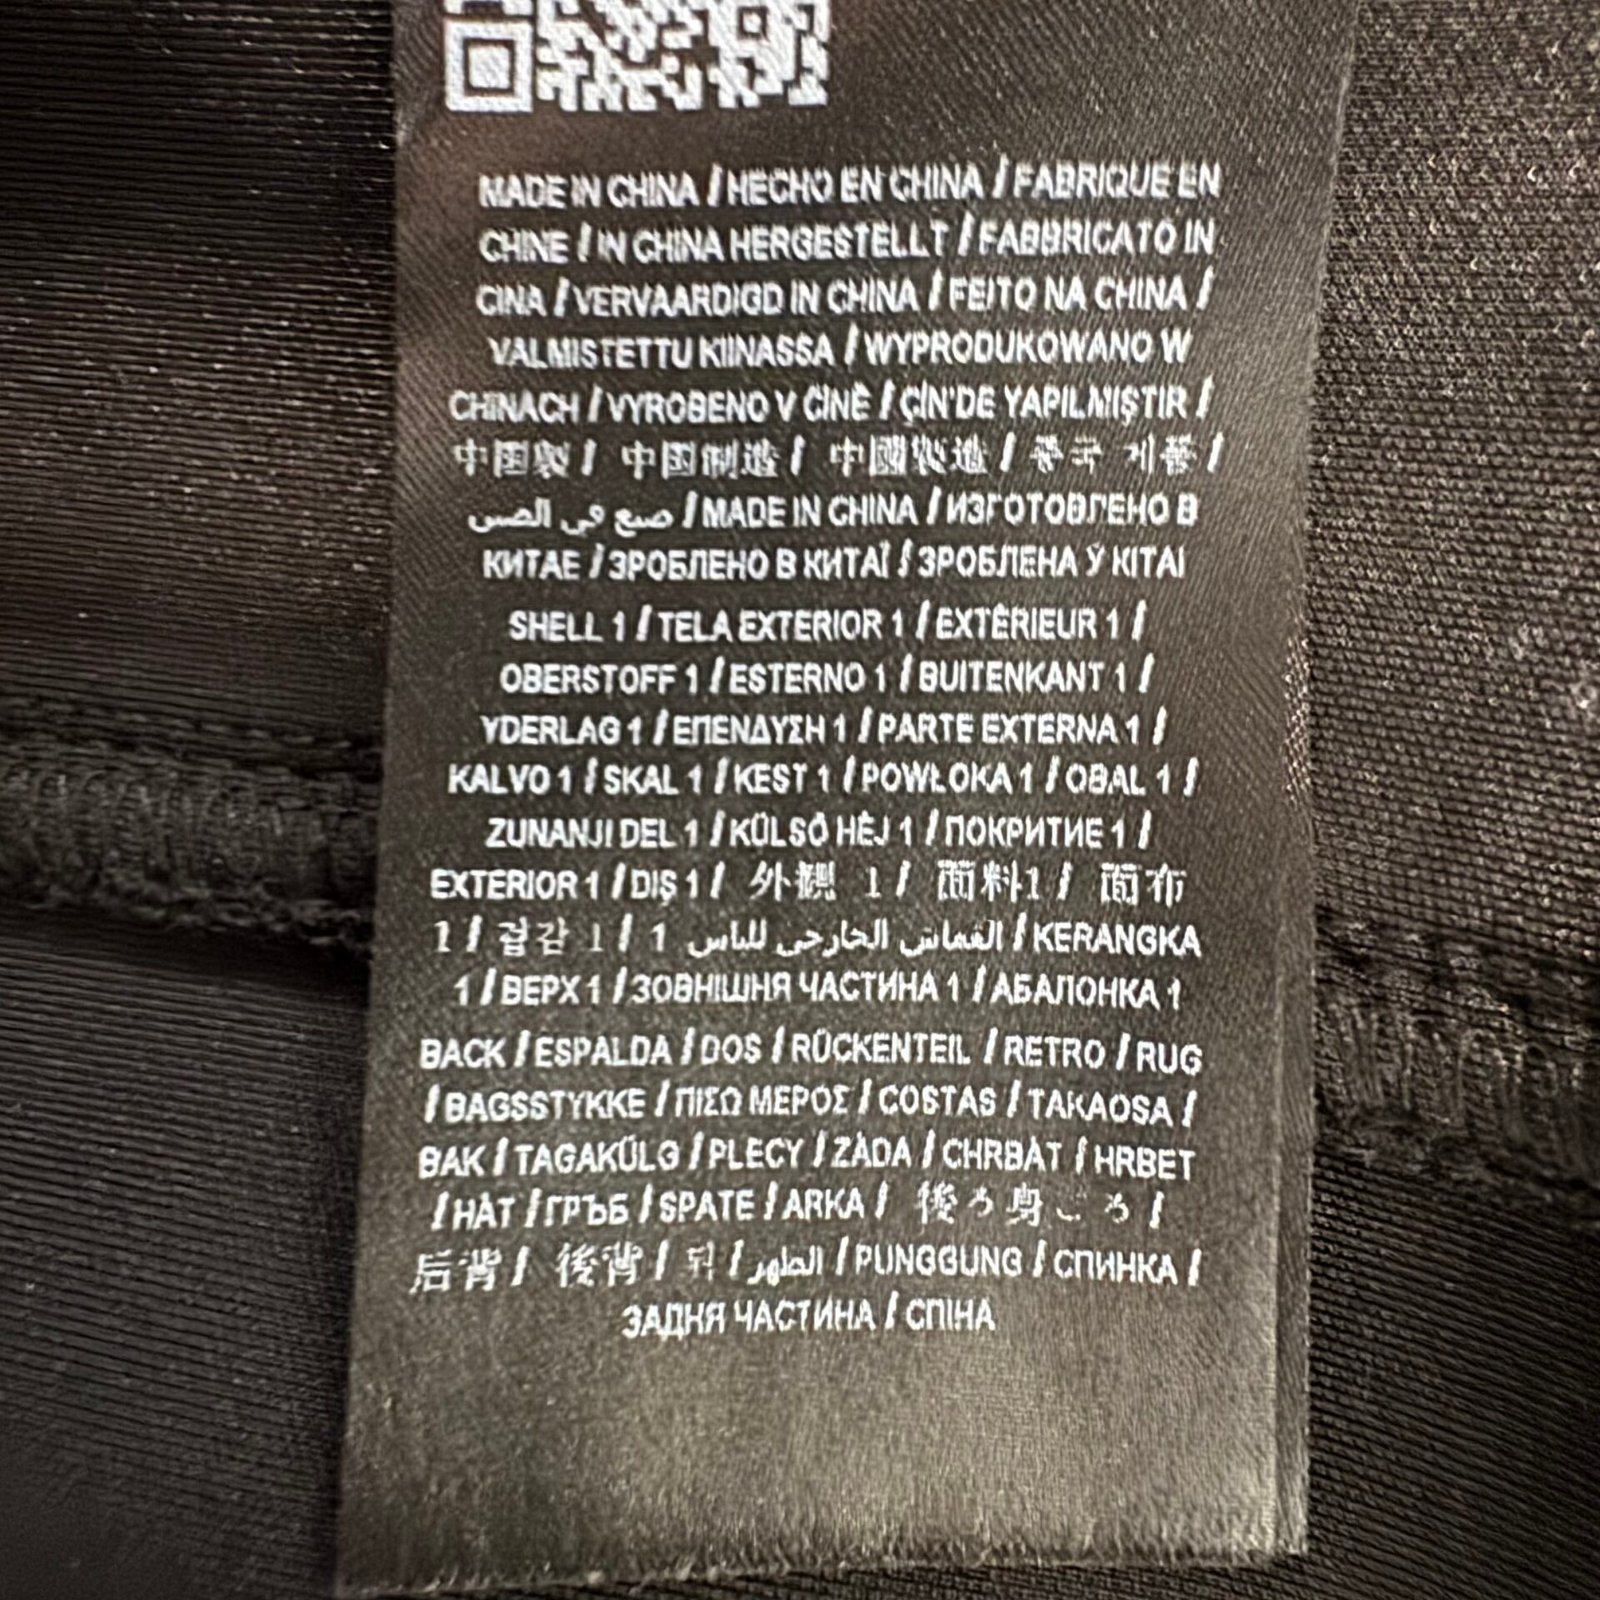 MADE IN CHINA / HECHO EN CHINA / FABRIQUÉ EN
CHINE / IN CHINA HERGESTELLT / FABBRICATO IN
CINA / VERVAARDIGD IN CHINA / FEITO NA CHINA /
VALMISTETTU KIINASSA / WYPRODUKOWANO W
CHINACH / VYROBENO V ČÍNĚ / ÇİN'DE YAPILMIŞTIR /
中国製 / 中国制造 / 中國製造 / 중국 제품 /
صنع في الصين / MADE IN CHINA / ИЗГОТОВЛЕНО В
КИТАЕ / ЗРОБЛЕНО В КИТАЇ / ЗРОБЛЕНА Ў КІТАІ
SHELL 1 / TELA EXTERIOR 1 / EXTÉRIEUR 1 /
OBERSTOFF 1 / ESTERNO 1 / BUITENKANT 1 /
YDERLAG 1 / ΕΠΕΝΔΥΣΗ 1 / PARTE EXTERNA 1 /
KALVO 1 / SKAL 1 / KEST 1 / POWŁOKA 1 / OBAL 1 /
ZUNANJI DEL 1 / KÜLSŐ HÉJ 1 / ПОКРИТИЕ 1 /
EXTERIOR 1 / DIŞ 1 / 外観 1 / 面料1 / 面布
1 / 겉감 1 / القماش الخارجي للباس 1 / KERANGKA
1 / ВЕРХ 1 / ЗОВНІШНЯ ЧАСТИНА 1 / АБАЛОНКА 1
BACK / ESPALDA / DOS / RÜCKENTEIL / RETRO / RUG
/ BAGSSTYKKE / ΠΙΣΩ ΜΕΡΟΣ / COSTAS / TAKAOSA /
BAK / TAGAKÜLG / PLECY / ZÁDA / CHRBÁT / HRBET
/ HÁT / ГРЪБ / SPATE / ARKA / 後ろ身ごろ /
后背 / 後背 / 뒤 / الظهر / PUNGGUNG / СПИНКА /
ЗАДНЯ ЧАСТИНА / СПІНА